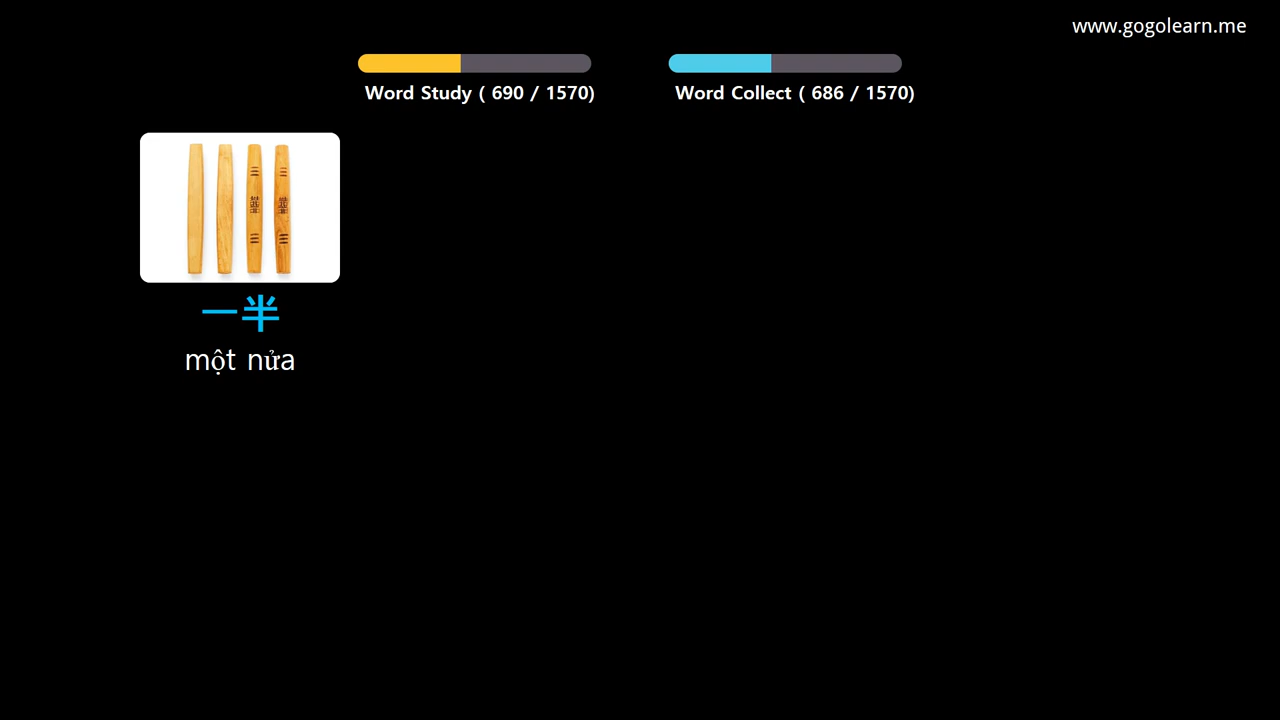 www.gogolearn.me
Word Study ( 690 / 1570)
Word Collect ( 686 / 1570)
一半
một nửa